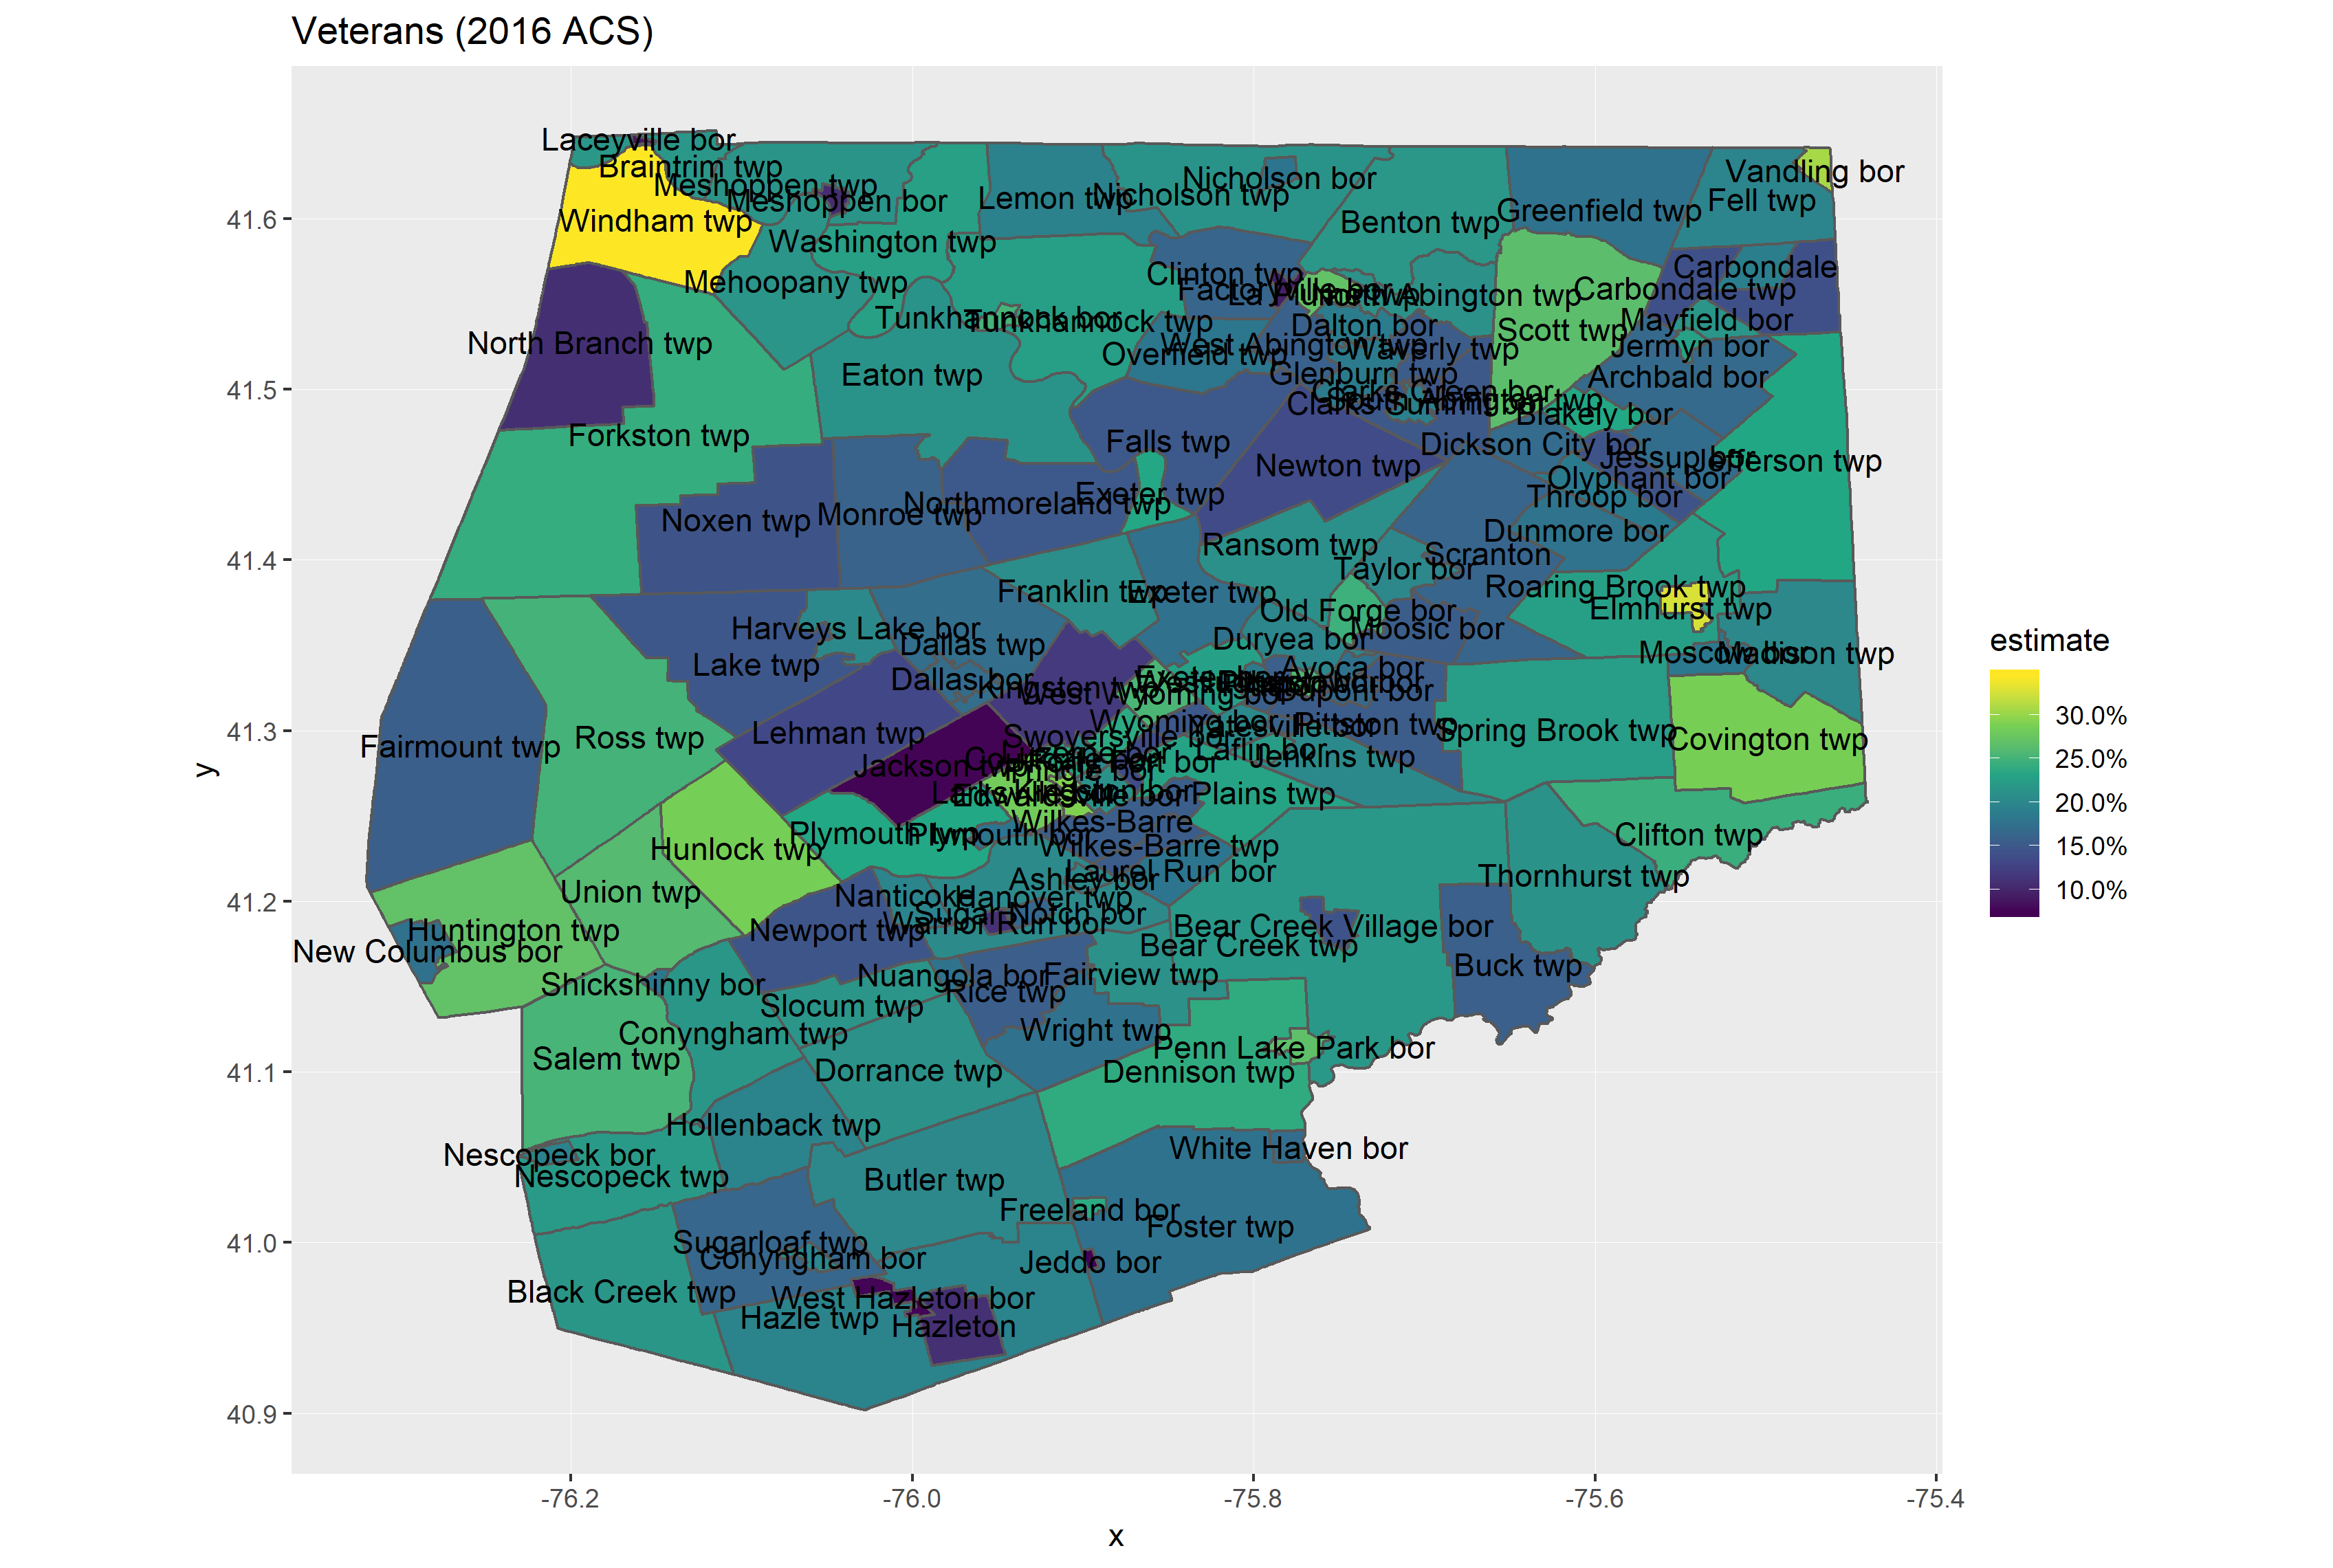 Veterans (2016 ACS)
Laceyville bor
Braintrim twp
Vandling bor
Meshoppen twp
Nicholson bor
Meshoppen bor
Lemon twp
Nicholson twp
Fell twp
Windham twp
Benton twp
Greenfield twp
41.6
Washington twp
Mehoopany twp
Clinton twp
Carbondale
Factoryville bor
La Plume twp
North Abington twp
Carbondale twp
Tunkhannock bor
Tunkhannock twp
Dalton bor
Scott twp
Mayfield bor
North Branch twp
West Abington twp
Waverly twp
Jermyn bor
Overfield twp
Eaton twp
Glenburn twp
Archbald bor
41.5
Clarks Green bor
Clarks Summit bor
South Abington twp
Blakely bor
Forkston twp
Falls twp
Dickson City bor
Newton twp
Jessup bor
Jefferson twp
Olyphant bor
Exeter twp
Throop bor
Noxen twp
Monroe twp
Northmoreland twp
Dunmore bor
Ransom twp
Scranton
41.4
Taylor bor
Franklin twp
Exeter twp
Roaring Brook twp
Old Forge bor
Elmhurst twp
Harveys Lake bor
Moosic bor
Dallas twp
Duryea bor
Moscow bor
Madison twp
estimate
Lake twp
Avoca bor
Dallas bor
Kingston twp
Exeter bor
West Wyoming bor
Dupont bor
Wyoming bor
Yatesville bor
Pittston twp
41.3
Spring Brook twp
Covington twp
Lehman twp
Swoyersville bor
Ross twp
Fairmount twp
Laflin bor
Jenkins twp
Jackson twp
Pringle bor
30.0%
25.0%
20.0%
15.0%
10.0%
Edwardsville bor
Plains twp
Wilkes-Barre
Plymouth twp
Plymouth bor
Clifton twp
Hunlock twp
Wilkes-Barre twp
Laurel Run bor
Thornhurst twp
Ashley bor
Union twp
Nanticoke
Hanover twp
41.2
Sugar Notch bor
Warrior Run bor
Bear Creek Village bor
Huntington twp
Newport twp
Bear Creek twp
New Columbus bor
Buck twp
Nuangola bor
Fairview twp
Shickshinny bor
Rice twp
Slocum twp
Conyngham twp
Wright twp
Penn Lake Park bor
Salem twp
Dorrance twp
Dennison twp
41.1
Hollenback twp
White Haven bor
Nescopeck bor
Nescopeck twp
Butler twp
Freeland bor
Foster twp
41.0
Sugarloaf twp
Conyngham bor
Jeddo bor
Black Creek twp
West Hazleton bor
Hazle twp
Hazleton
40.9
-76.2
-76.0
-75.8
-75.6
-75.4
x
y